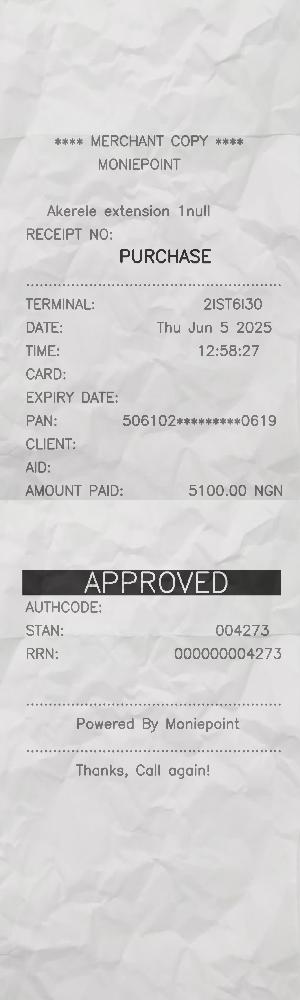 **** MERCHANT COPY ****
MONIEPOINT
Akerele extension 1null
RECEIPT NO:
PURCHASE
TERMINAL: 2IST6I30
DATE: Thu Jun 5 2025
TIME: 12:58:27
CARD:
EXPIRY DATE:
PAN: 506102*********0619
CLIENT:
AID:
AMOUNT PAID: 5100.00 NGN
APPROVED
AUTHCODE:
STAN: 004273
RRN: 000000004273
Powered By Moniepoint
Thanks, Call again!